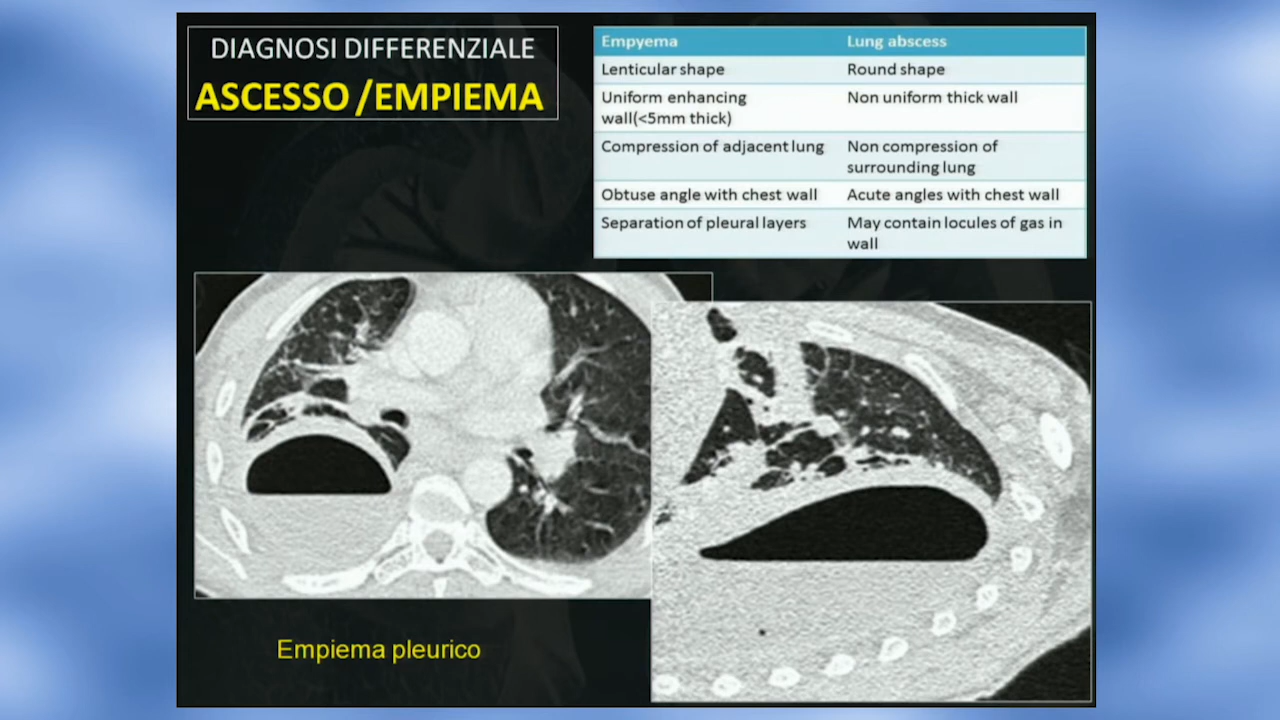 DIAGNOSI DIFFERENZIALE
ASCESSO /EMPIEMA
Empyema Lung abscess
Lenticular shape Round shape
Uniform enhancing wall(<5mm thick) Non uniform thick wall
Compression of adjacent lung Non compression of surrounding lung
Obtuse angle with chest wall Acute angles with chest wall
Separation of pleural layers May contain locules of gas in wall
Empiema pleurico